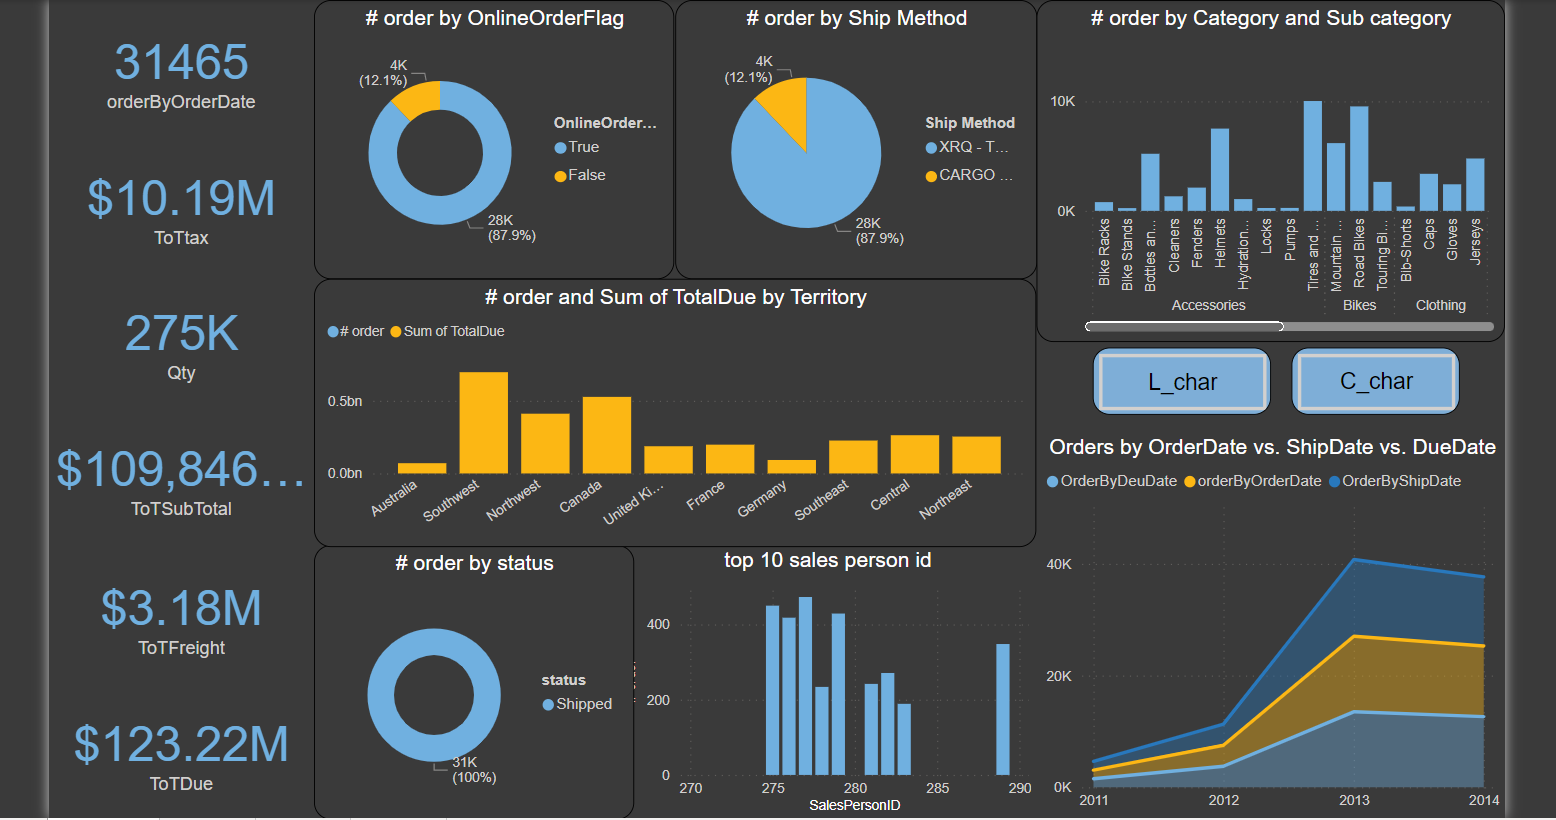 31465
orderByOrderDate
$10.19M
ToTtax
275K
Qty
$109,846...
ToTSubTotal
$3.18M
ToTFreight
$123.22M
ToTDue
# order by OnlineOrderFlag
4K
(12.1%)
28K
(87.9%)
OnlineOrder...
True
False
# order by Ship Method
4K
(12.1%)
28K
(87.9%)
Ship Method
XRQ - T...
CARGO ...
# order by Category and Sub category
10K
0K
Bike Racks
Bike Stands
Bottles an...
Cleaners
Fenders
Helmets
Hydration...
Locks
Pumps
Tires and ...
Mountain ...
Road Bikes
Touring Bi...
Bib-Shorts
Caps
Gloves
Jerseys
Accessories
Bikes
Clothing
# order and Sum of TotalDue by Territory
# order
Sum of TotalDue
0.5bn
0.0bn
Australia
Southwest
Northwest
Canada
United Ki...
France
Germany
Southeast
Central
Northeast
L_char
C_char
# order by status
31K
(100%)
status
Shipped
top 10 sales person id
400
200
0
270
275
280
285
290
SalesPersonID
Orders by OrderDate vs. ShipDate vs. DueDate
OrderByDeuDate
orderByOrderDate
OrderByShipDate
40K
20K
0K
2011
2012
2013
2014